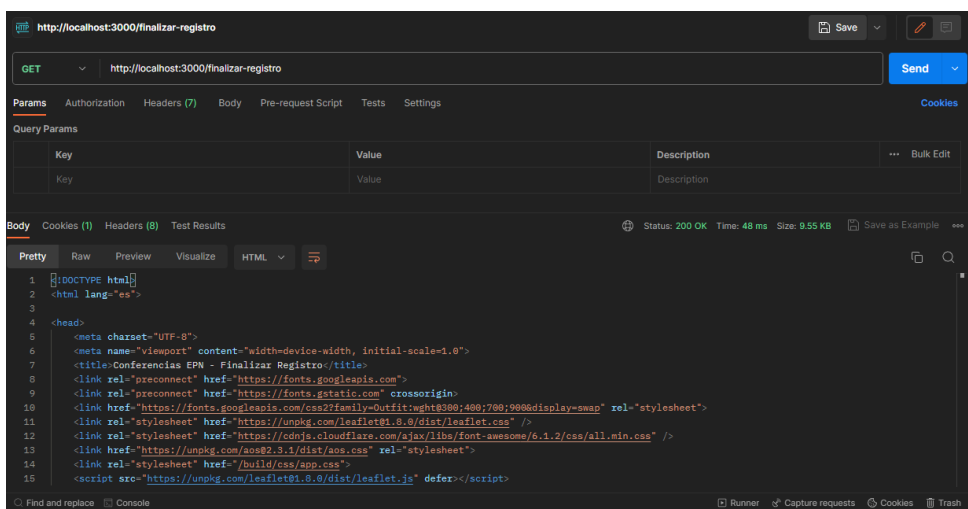 HTTP http://localhost:3000/finalizar-registro Save
GET http://localhost:3000/finalizar-registro Send
Params Authorization Headers (7) Body Pre-request Script Tests Settings Cookies
Query Params
Key Value Description ••• Bulk Edit
Key Value Description
Body Cookies (1) Headers (8) Test Results Status: 200 OK Time: 48 ms Size: 9.55 KB Save as Example •••
Pretty Raw Preview Visualize HTML
1 <!DOCTYPE html>
2 <html lang="es">
3
4 <head>
5 <meta charset="UTF-8">
6 <meta name="viewport" content="width=device-width, initial-scale=1.0">
7 <title>Conferencias EPN - Finalizar Registro</title>
8 <link rel="preconnect" href="https://fonts.googleapis.com">
9 <link rel="preconnect" href="https://fonts.gstatic.com" crossorigin>
10 <link href="https://fonts.googleapis.com/css2?family=Outfit:wght@300;400;700;900&display=swap" rel="stylesheet">
11 <link rel="stylesheet" href="https://unpkg.com/leaflet@1.8.0/dist/leaflet.css" />
12 <link rel="stylesheet" href="https://cdnjs.cloudflare.com/ajax/libs/font-awesome/6.1.2/css/all.min.css" />
13 <link href="https://unpkg.com/aos@2.3.1/dist/aos.css" rel="stylesheet">
14 <link rel="stylesheet" href="/build/css/app.css">
15 <script src="https://unpkg.com/leaflet@1.8.0/dist/leaflet.js" defer></script>
Find and replace Console Runner Capture requests Cookies Trash